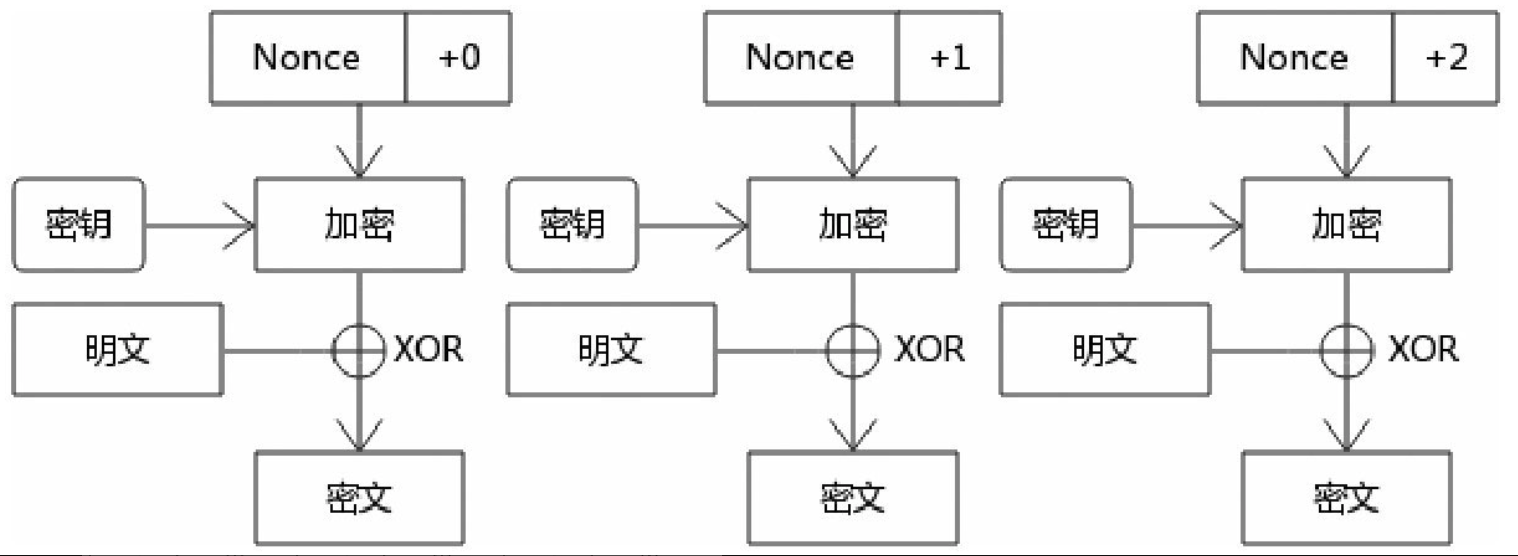 Nonce +0 Nonce +1 Nonce +2
密钥 加密 密钥 加密 密钥 加密
明文 XOR 明文 XOR 明文 XOR
密文 密文 密文